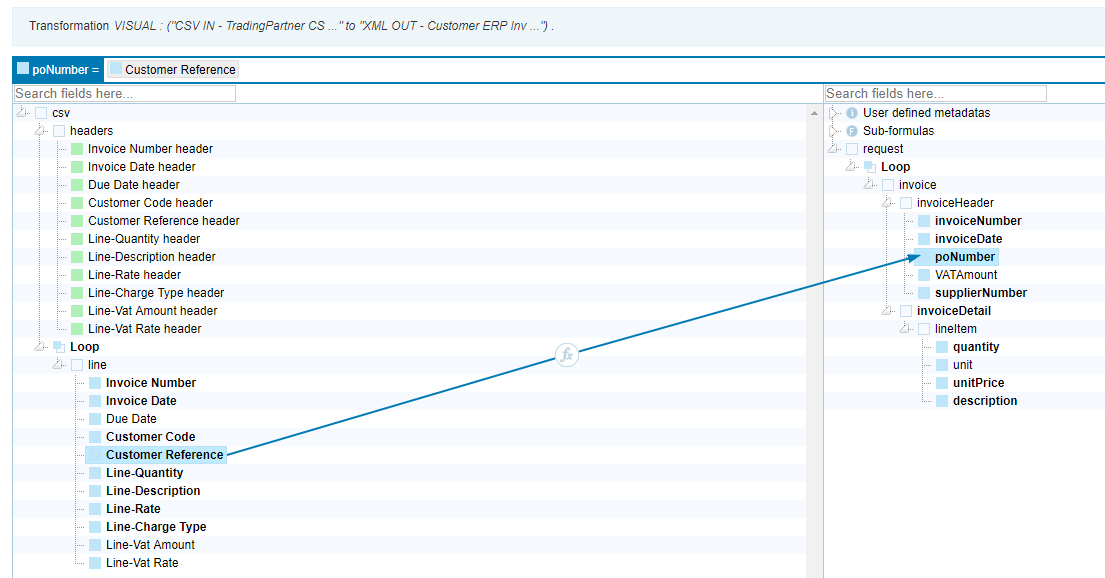 Transformation VISUAL : ("CSV IN - TradingPartner CS ..." to "XML OUT - Customer ERP Inv ...") .
poNumber = Customer Reference
Search fields here...
csv
headers
Invoice Number header
Invoice Date header
Due Date header
Customer Code header
Customer Reference header
Line-Quantity header
Line-Description header
Line-Rate header
Line-Charge Type header
Line-Vat Amount header
Line-Vat Rate header
Loop
line
Invoice Number
Invoice Date
Due Date
Customer Code
Customer Reference
Line-Quantity
Line-Description
Line-Rate
Line-Charge Type
Line-Vat Amount
Line-Vat Rate
fx
Search fields here...
i User defined metadatas
F Sub-formulas
request
Loop
invoice
invoiceHeader
invoiceNumber
invoiceDate
poNumber
VATAmount
supplierNumber
invoiceDetail
lineItem
quantity
unit
unitPrice
description